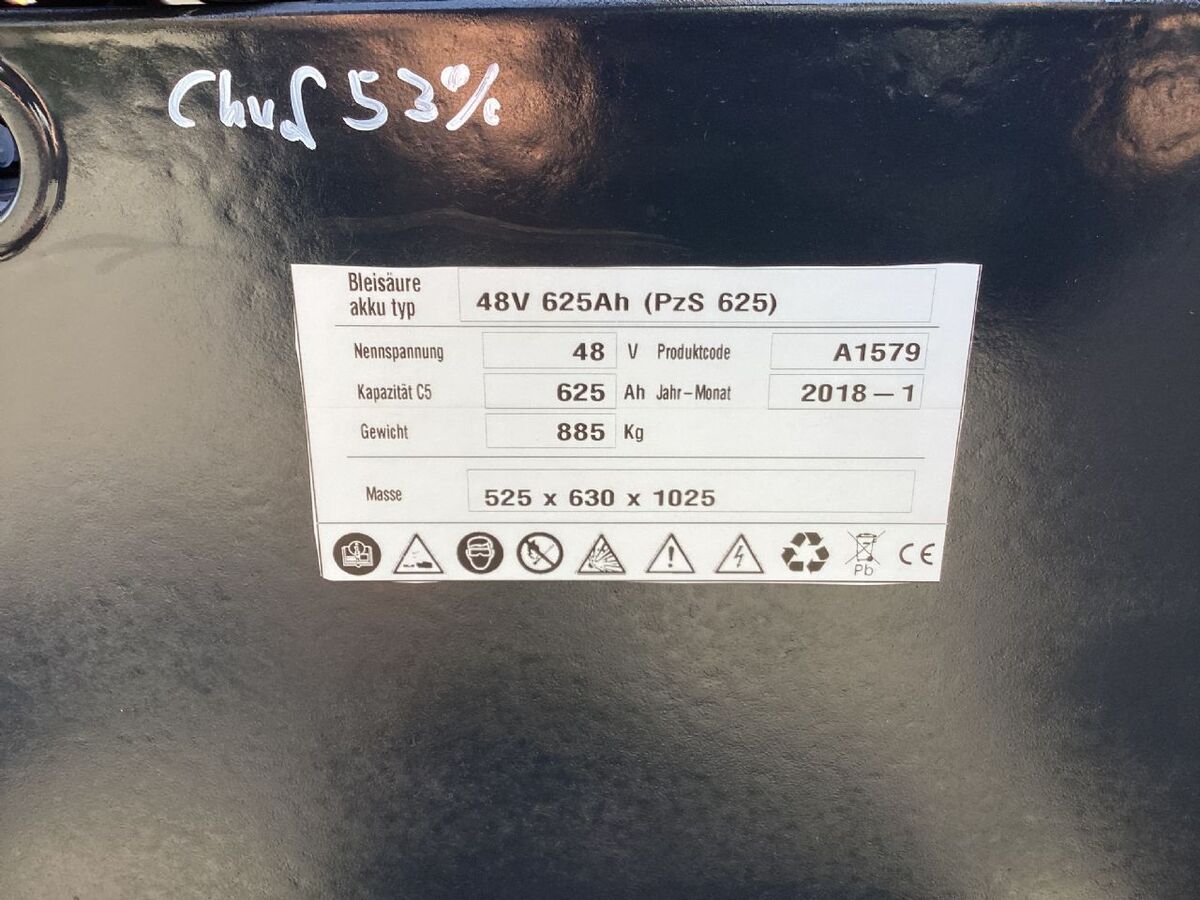 53%
Bleisäure
akku typ
48V 625Ah (PzS 625)
Nennspannung 48 V Produktcode A1579
Kapazität C5 625 Ah Jahr-Monat 2018-1
Gewicht 885 Kg
Masse 525 x 630 x 1025
Pb CE